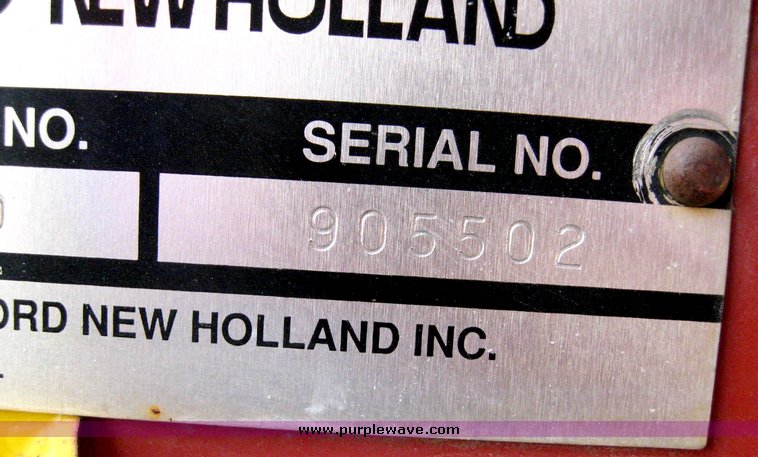 NEW HOLLAND
NO. SERIAL NO.
905502
ORD NEW HOLLAND INC.
www.purplewave.com